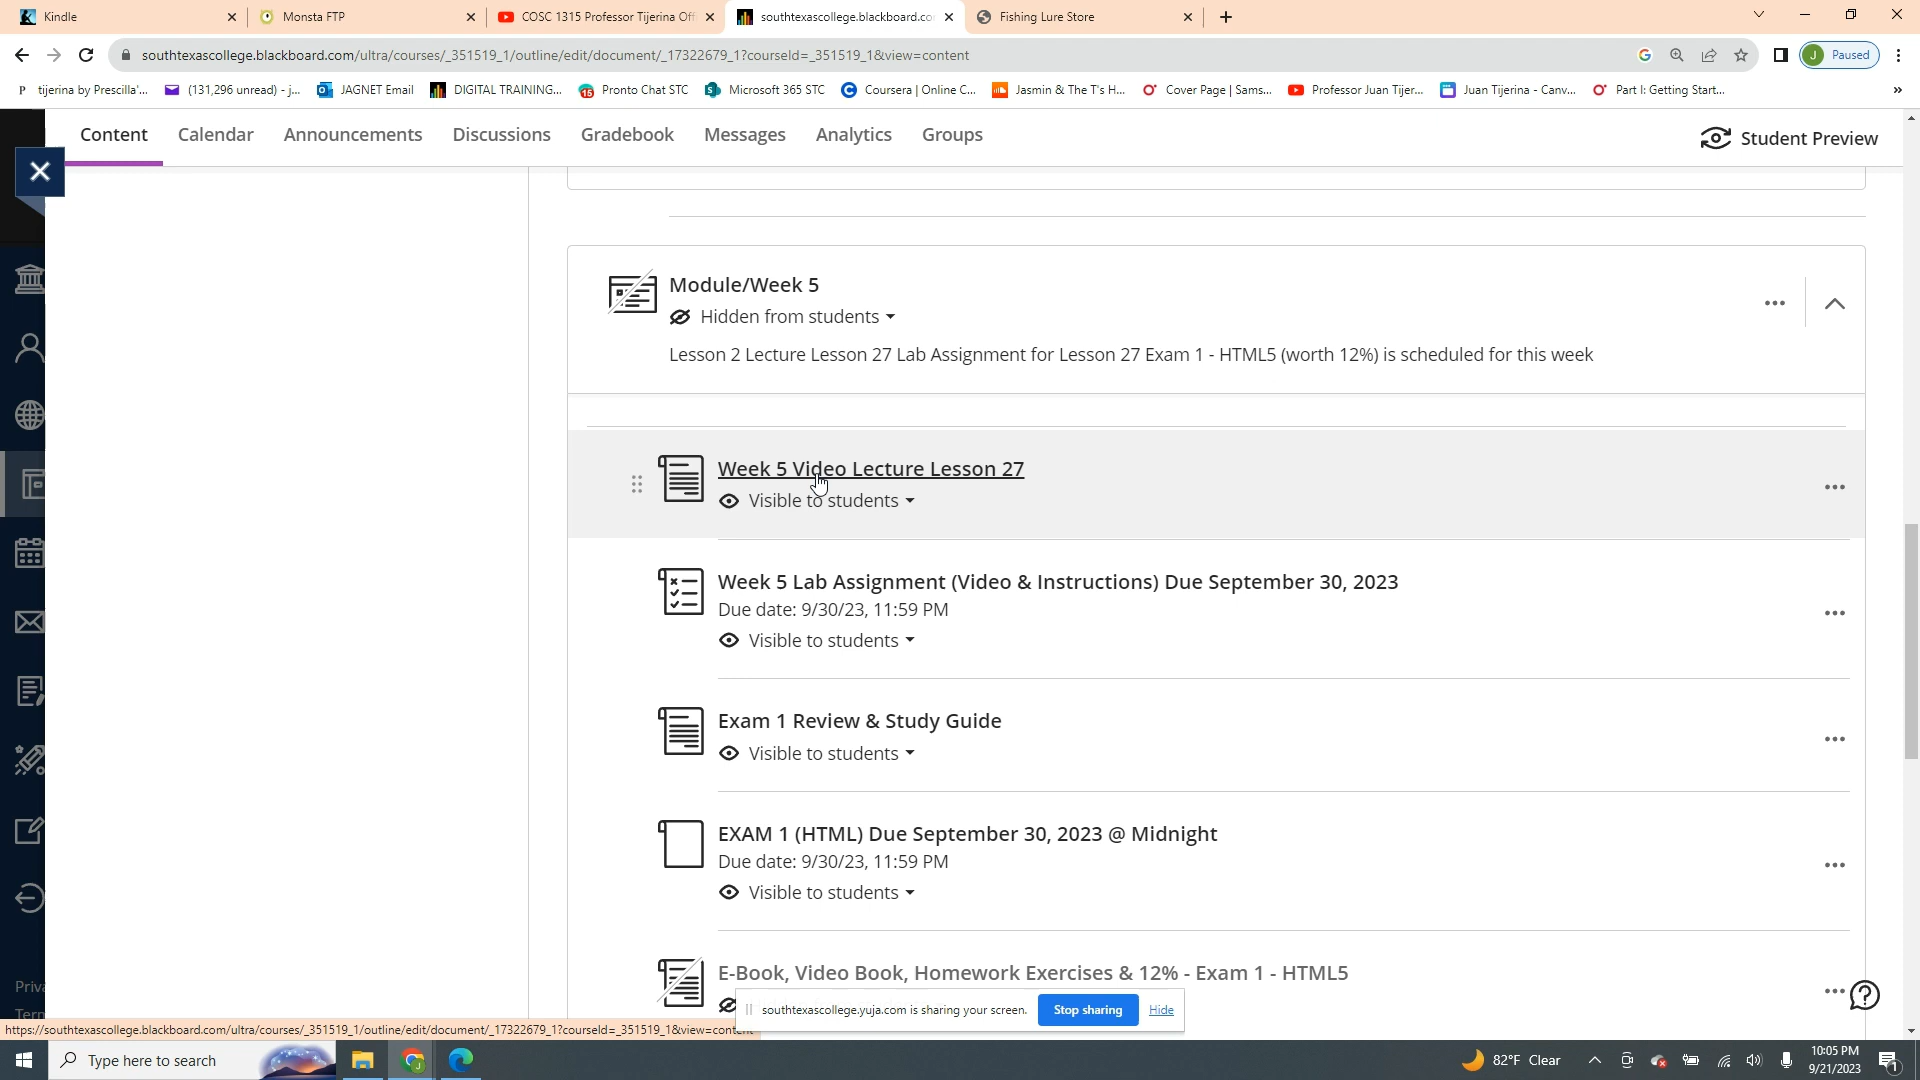 Kindle
Monsta FTP
COSC 1315 Professor Tijerina Off
southtexascollege.blackboard.co
Fishing Lure Store
southtexascollege.blackboard.com/ultra/courses/_351519_1/outline/edit/document/_17322679_1?courseId=_351519_1&view=content
J Paused
P tijerina by Prescilla'...
(131,296 unread) - j...
JAGNET Email
DIGITAL TRAINING...
15 Pronto Chat STC
Microsoft 365 STC
Coursera | Online C...
Jasmin & The T's H...
Cover Page | Sams...
Professor Juan Tijer...
Juan Tijerina - Canv...
Part I: Getting Start...
»
Content Calendar Announcements Discussions Gradebook Messages Analytics Groups
Student Preview
Module/Week 5
Hidden from students
Lesson 2 Lecture Lesson 27 Lab Assignment for Lesson 27 Exam 1 - HTML5 (worth 12%) is scheduled for this week
Week 5 Video Lecture Lesson 27
Visible to students
Week 5 Lab Assignment (Video & Instructions) Due September 30, 2023
Due date: 9/30/23, 11:59 PM
Visible to students
Exam 1 Review & Study Guide
Visible to students
EXAM 1 (HTML) Due September 30, 2023 @ Midnight
Due date: 9/30/23, 11:59 PM
Visible to students
E-Book, Video Book, Homework Exercises & 12% - Exam 1 - HTML5
Priva
Term
southtexascollege.yuja.com is sharing your screen.
Stop sharing
Hide
https://southtexascollege.blackboard.com/ultra/courses/_351519_1/outline/edit/document/_17322679_1?courseId=_351519_1&view=content
Type here to search
82°F Clear
10:05 PM
9/21/2023
1